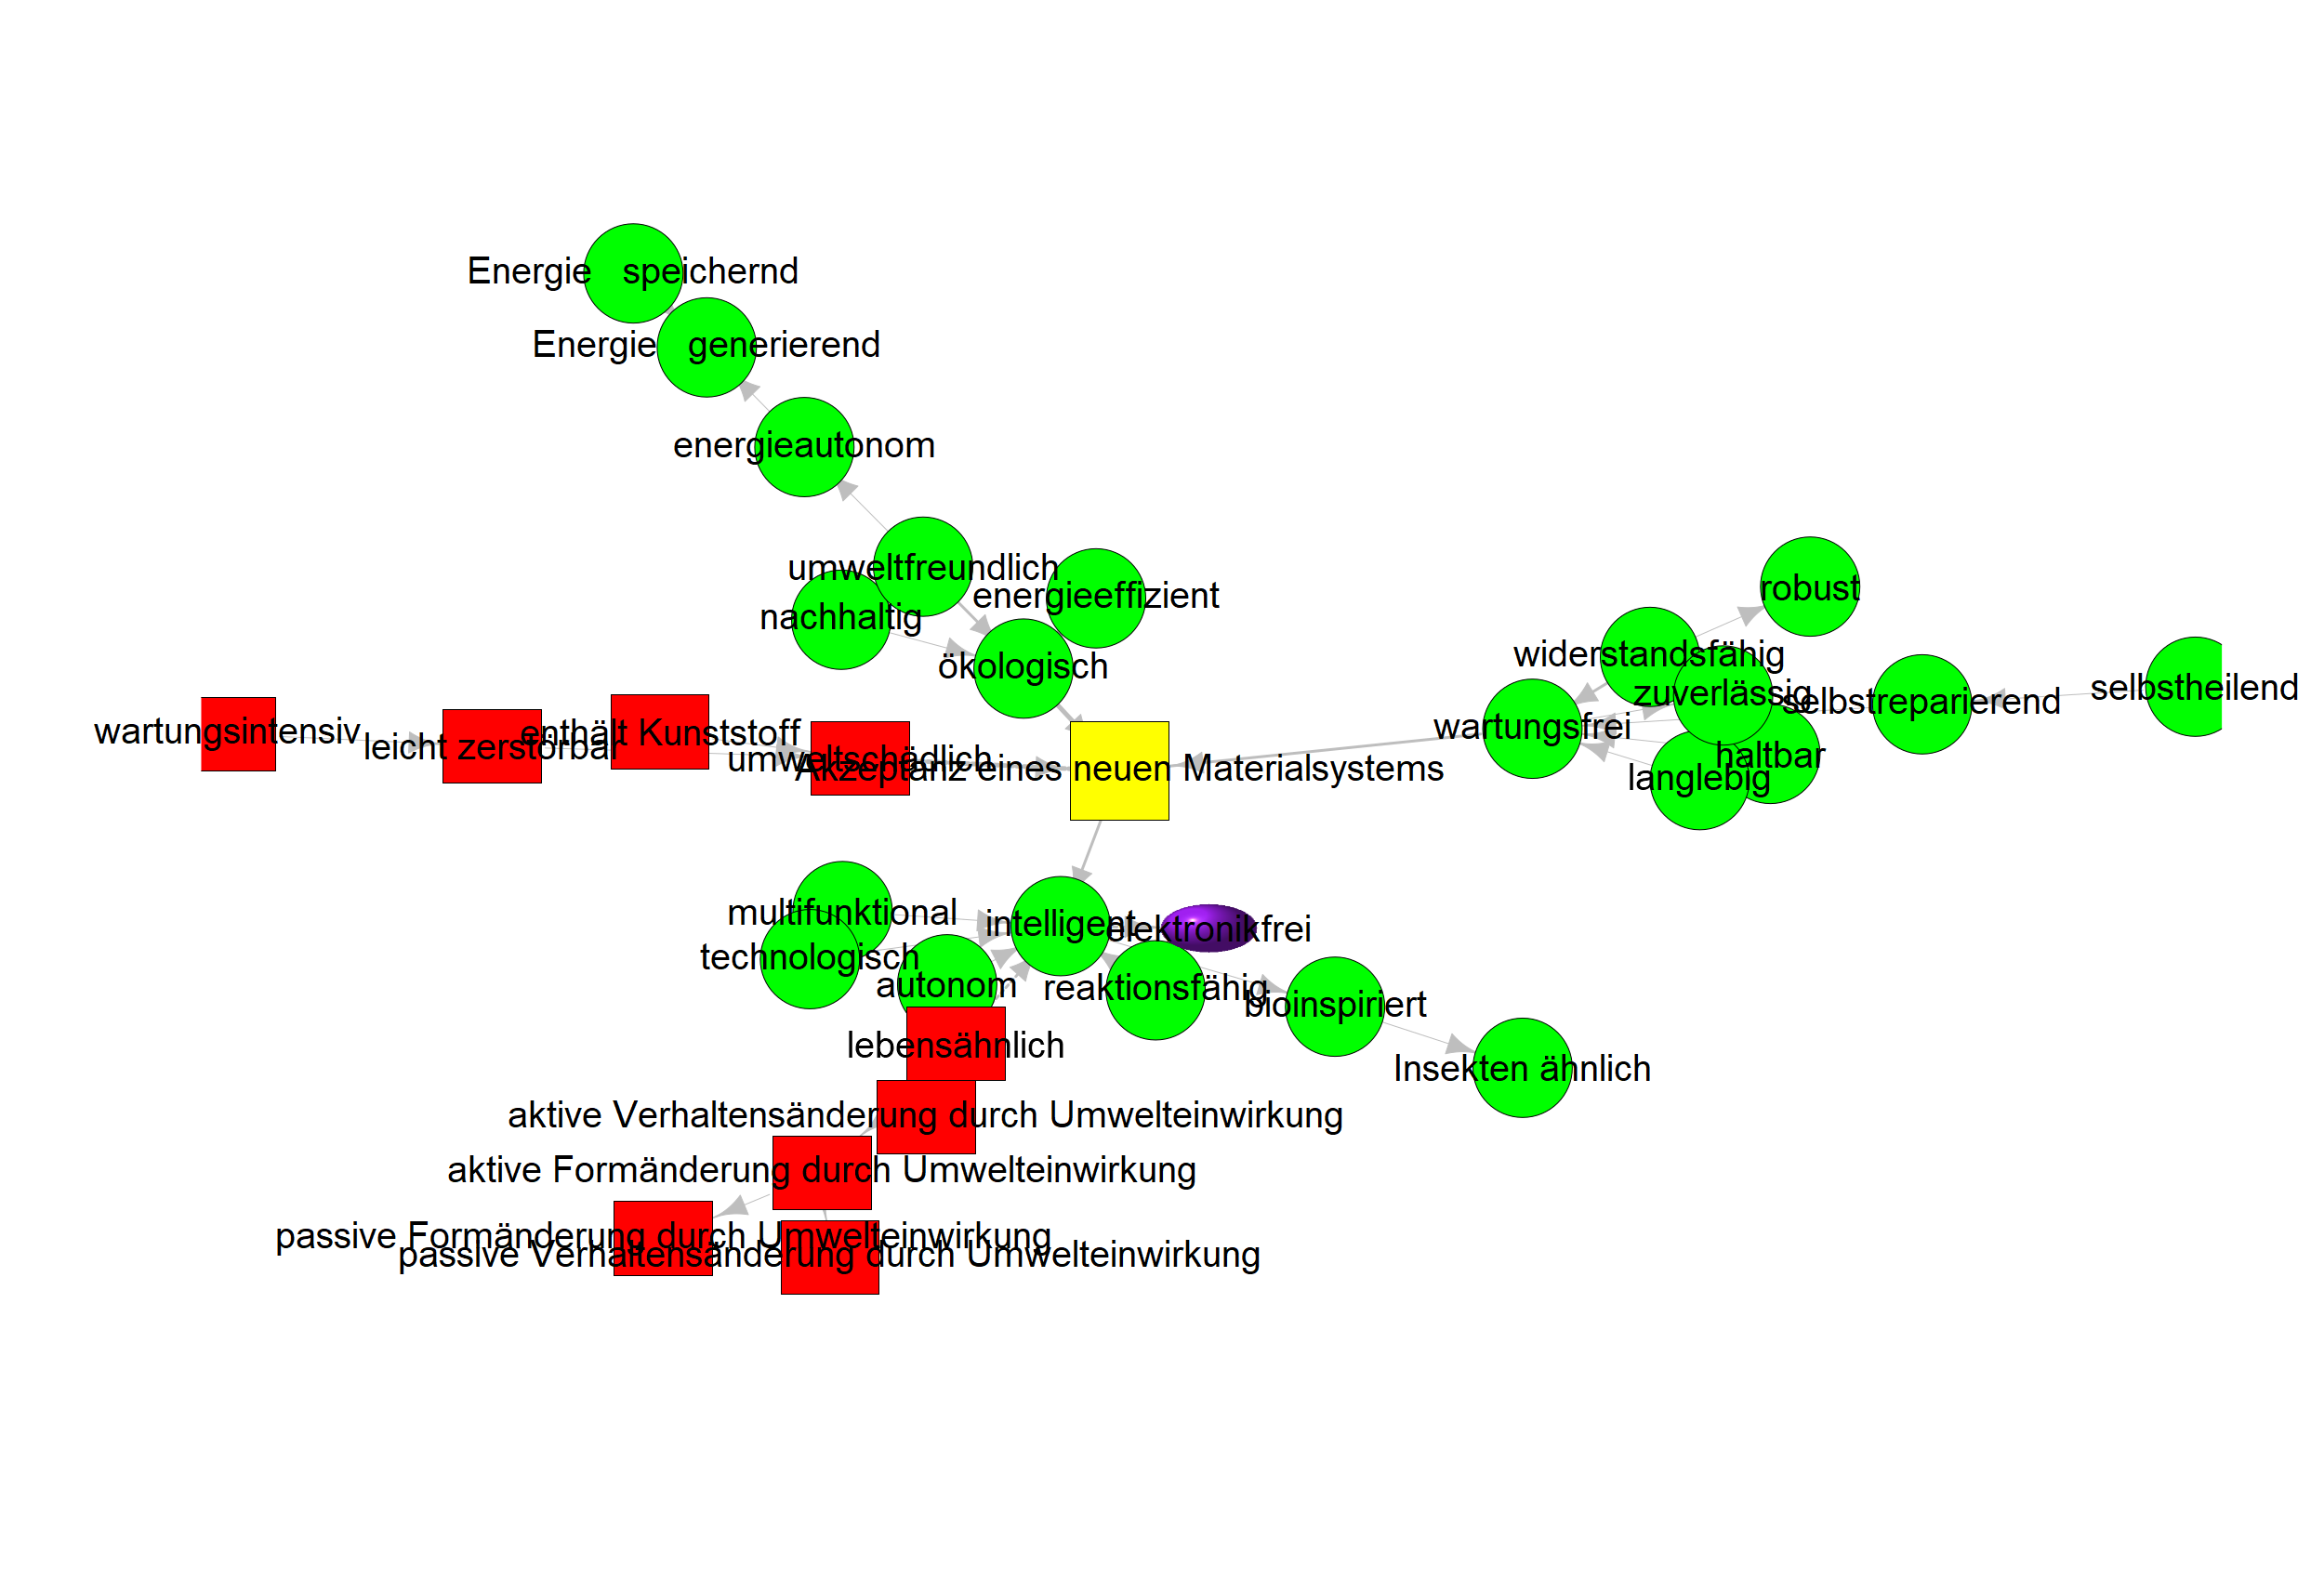 Energie speichernd
Energie generierend
energieautonom
umweltfreundlich
energieeffizient
nachhaltig
ökologisch
robust
widerstandsfähig
zuverlässig
selbstreparierend
selbstheilend
wartungsfrei
haltbar
langlebig
wartungsintensiv
leicht zerstörbar
enthält Kunststoff
umweltschädlich
Akzeptanz eines neuen Materialsystems
multifunktional
intelligent
elektronikfrei
technologisch
autonom
reaktionsfähig
bioinspiriert
lebensähnlich
Insekten ähnlich
aktive Verhaltensänderung durch Umwelteinwirkung
aktive Formänderung durch Umwelteinwirkung
passive Formänderung durch Umwelteinwirkung
passive Verhaltensänderung durch Umwelteinwirkung